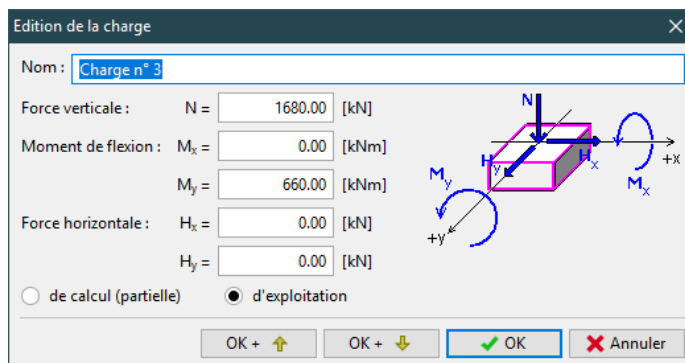 Edition de la charge
Nom : Charge n° 3
Force verticale : N = 1680.00 [kN]
Moment de flexion : Mx = 0.00 [kNm]
My = 660.00 [kNm]
Force horizontale : Hx = 0.00 [kN]
Hy = 0.00 [kN]
N
Hy
Hx
+x
Mx
My
+y
de calcul (partielle) d'exploitation
OK + OK + OK Annuler